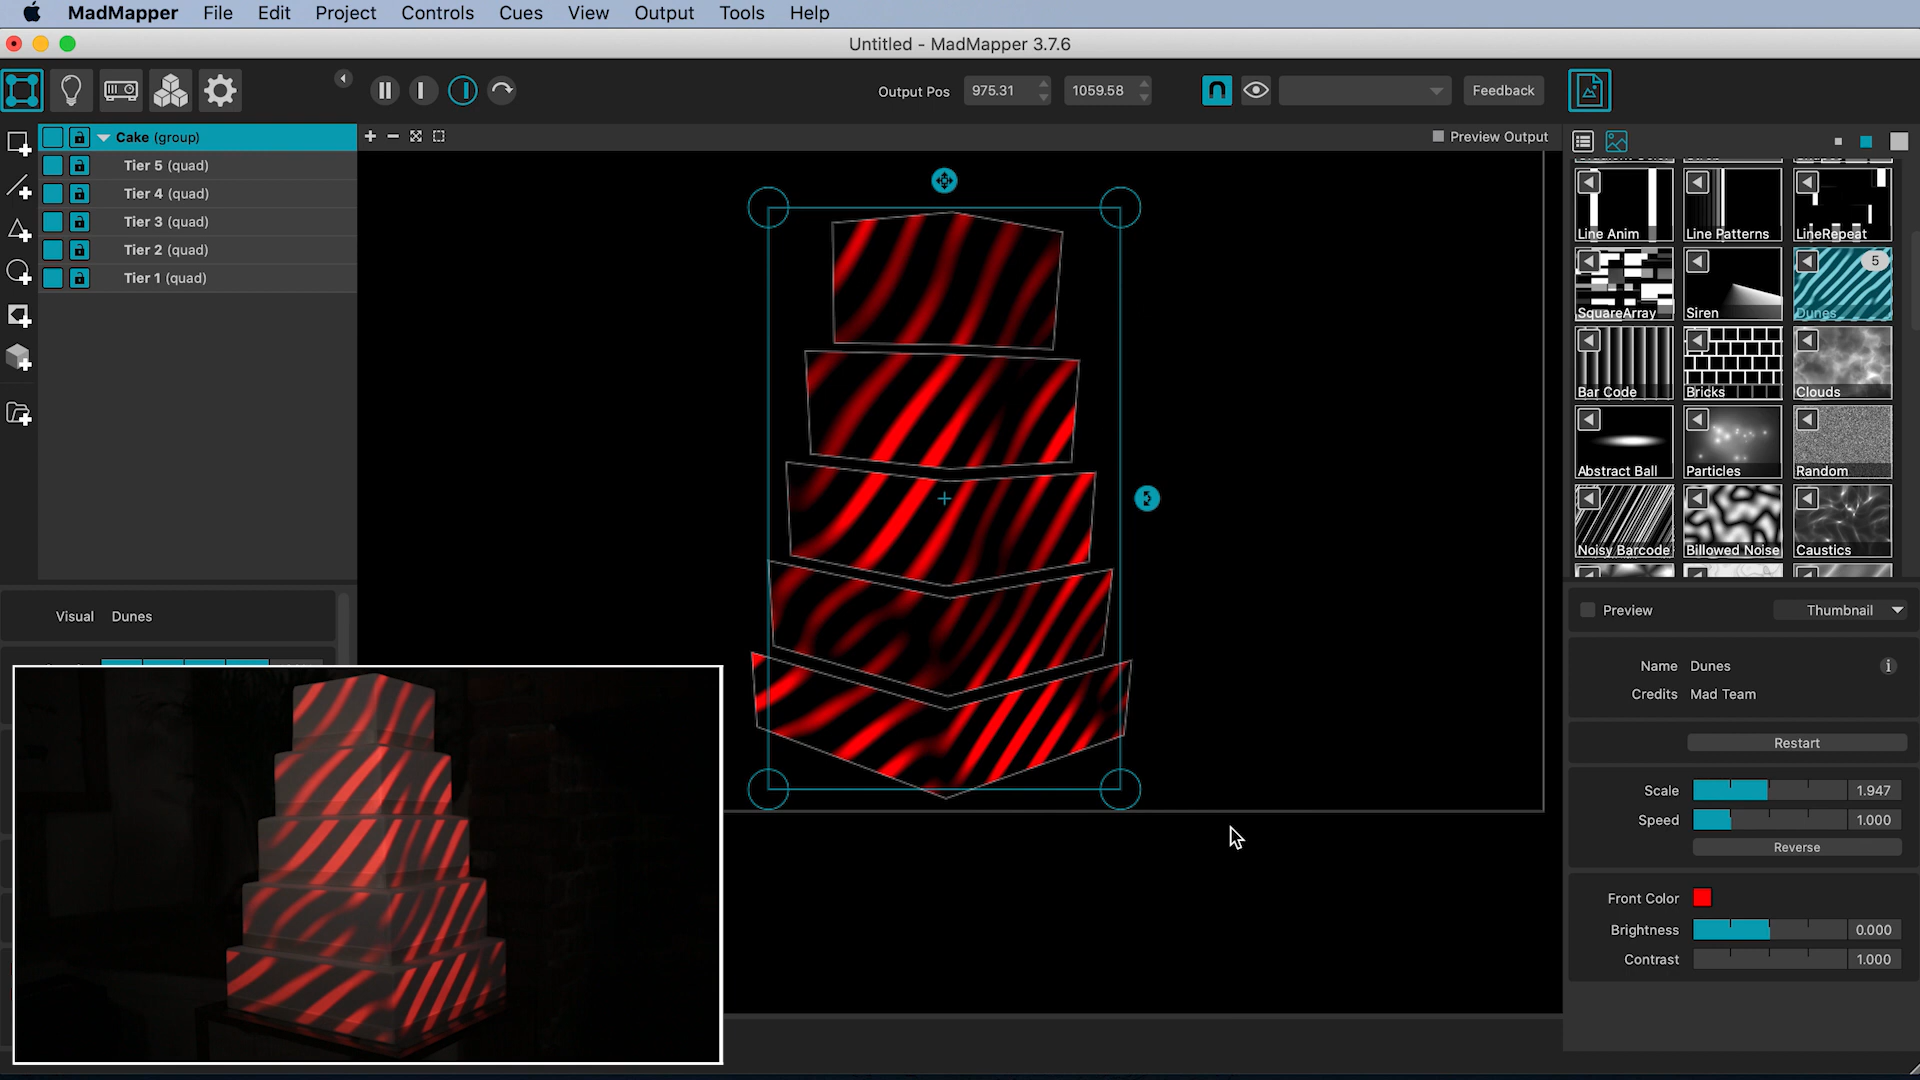 MadMapper File Edit Project Controls Cues View Output Tools Help
Untitled - MadMapper 3.7.6
Output Pos 975.31 1059.58 Feedback
Cake (group)
Tier 5 (quad)
Tier 4 (quad)
Tier 3 (quad)
Tier 2 (quad)
Tier 1 (quad)
Visual Dunes
Preview Output
Line Anim Line Patterns LineRepeat
5
SquareArray Siren Dunes
Bar Code Bricks Clouds
Abstract Ball Particles Random
Noisy Barcode Billowed Noise Caustics
Preview Thumbnail
Name Dunes
Credits Mad Team
Restart
Scale 1.947
Speed 1.000
Reverse
Front Color
Brightness 0.000
Contrast 1.000